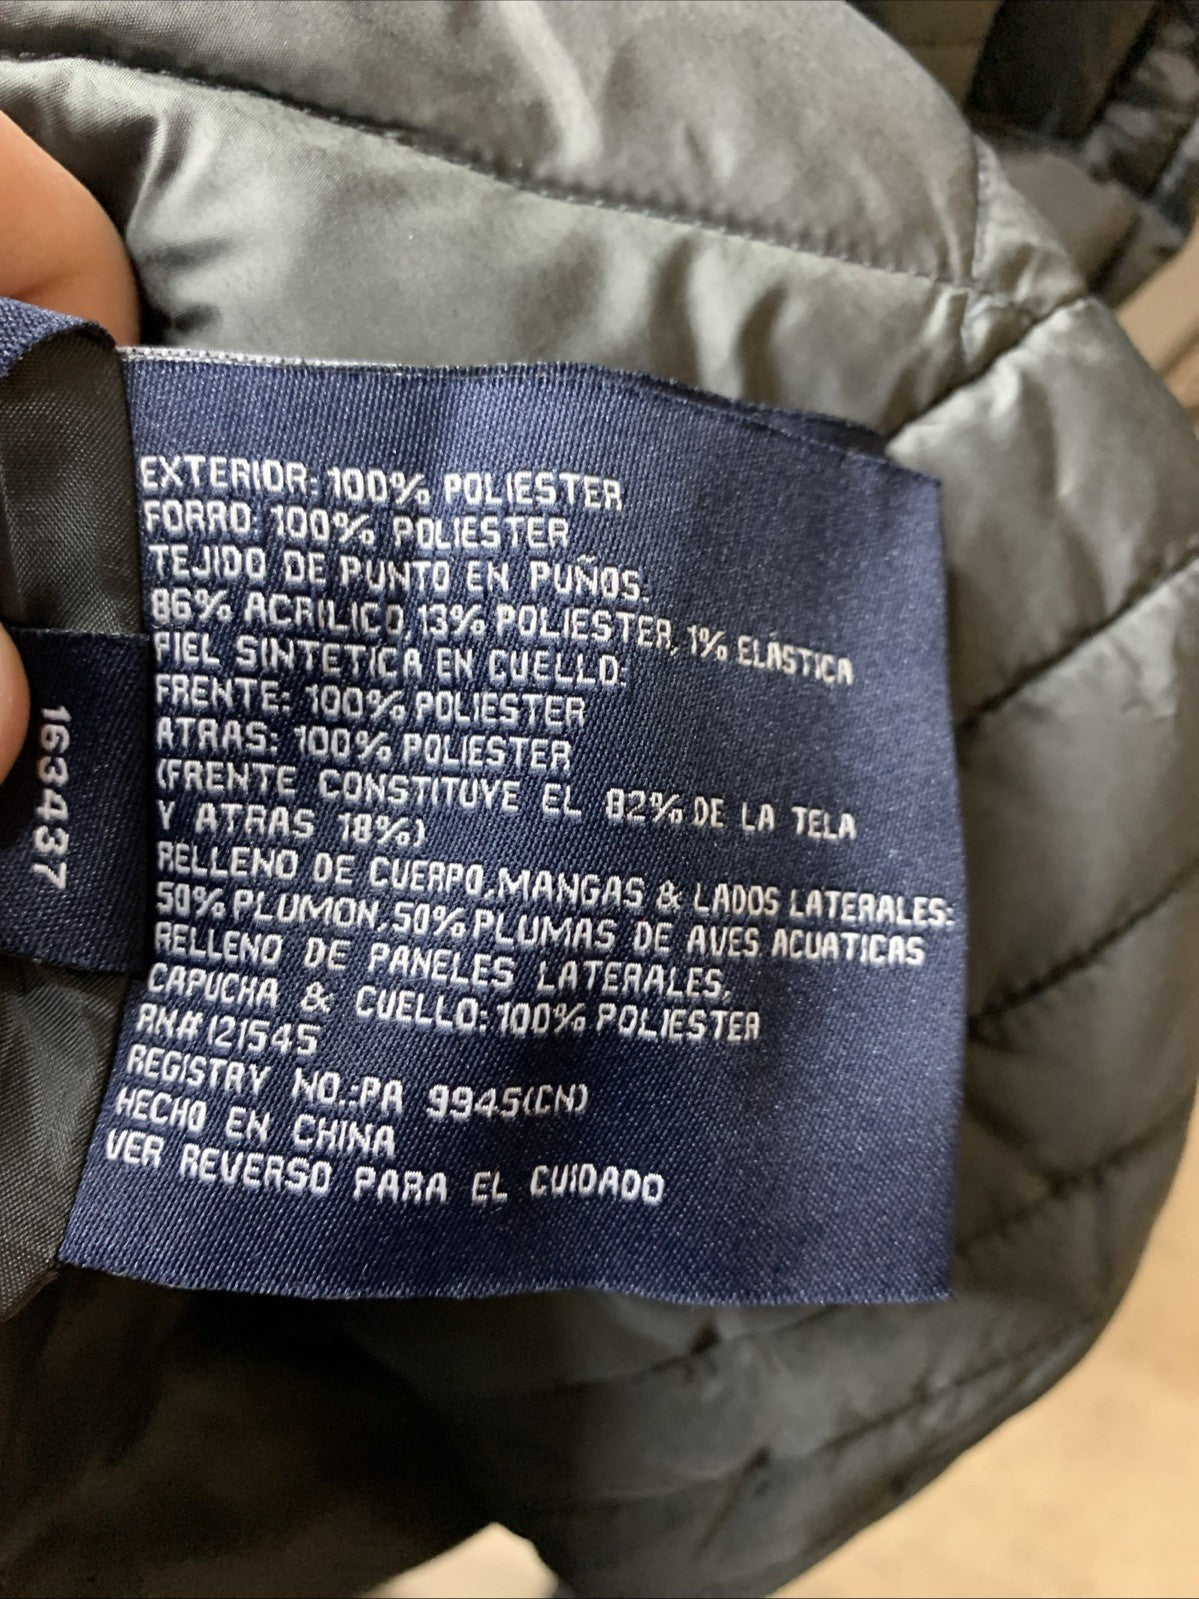 EXTERIOR: 100% POLIESTER
FORRO: 100% POLIESTER
TEJIDO DE PUNTO EN PUÑOS:
86% ACRILICO, 13% POLIESTER, 1% ELASTICA
PIEL SINTETICA EN CUELLO:
FRENTE: 100% POLIESTER
ATRAS: 100% POLIESTER
(FRENTE CONSTITUYE EL 82% DE LA TELA
Y ATRAS 18%)
RELLENO DE CUERPO, MANGAS & LADOS LATERALES:
50% PLUMON, 50% PLUMAS DE AVES ACUATICAS
RELLENO DE PANELES LATERALES,
CAPUCHA & CUELLO: 100% POLIESTER
RN# 121545
REGISTRY NO.:PA 9945(CN)
HECHO EN CHINA
VER REVERSO PARA EL CUIDADO
163437